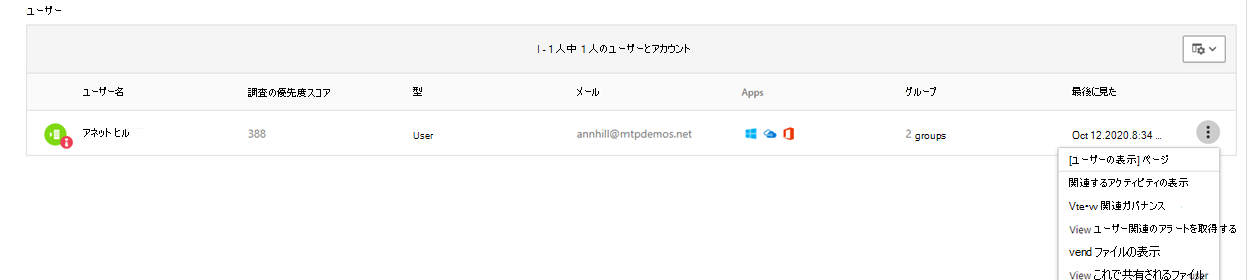 ユーザー
I - 1人中 1人のユーザーとアカウント
ユーザー名 調査の優先度スコア 型 メール Apps グループ 最後に見た
アネット ヒル 388 User annhill@mtpdemos.net 2 groups Oct 12.2020.8:34 ...
[ユーザーの表示] ページ
関連するアクティビティの表示
Vte•w 関連ガバナンス
View ユーザー関連のアラートを取得する
vend ファイルの表示
View これで共有されるファイル user